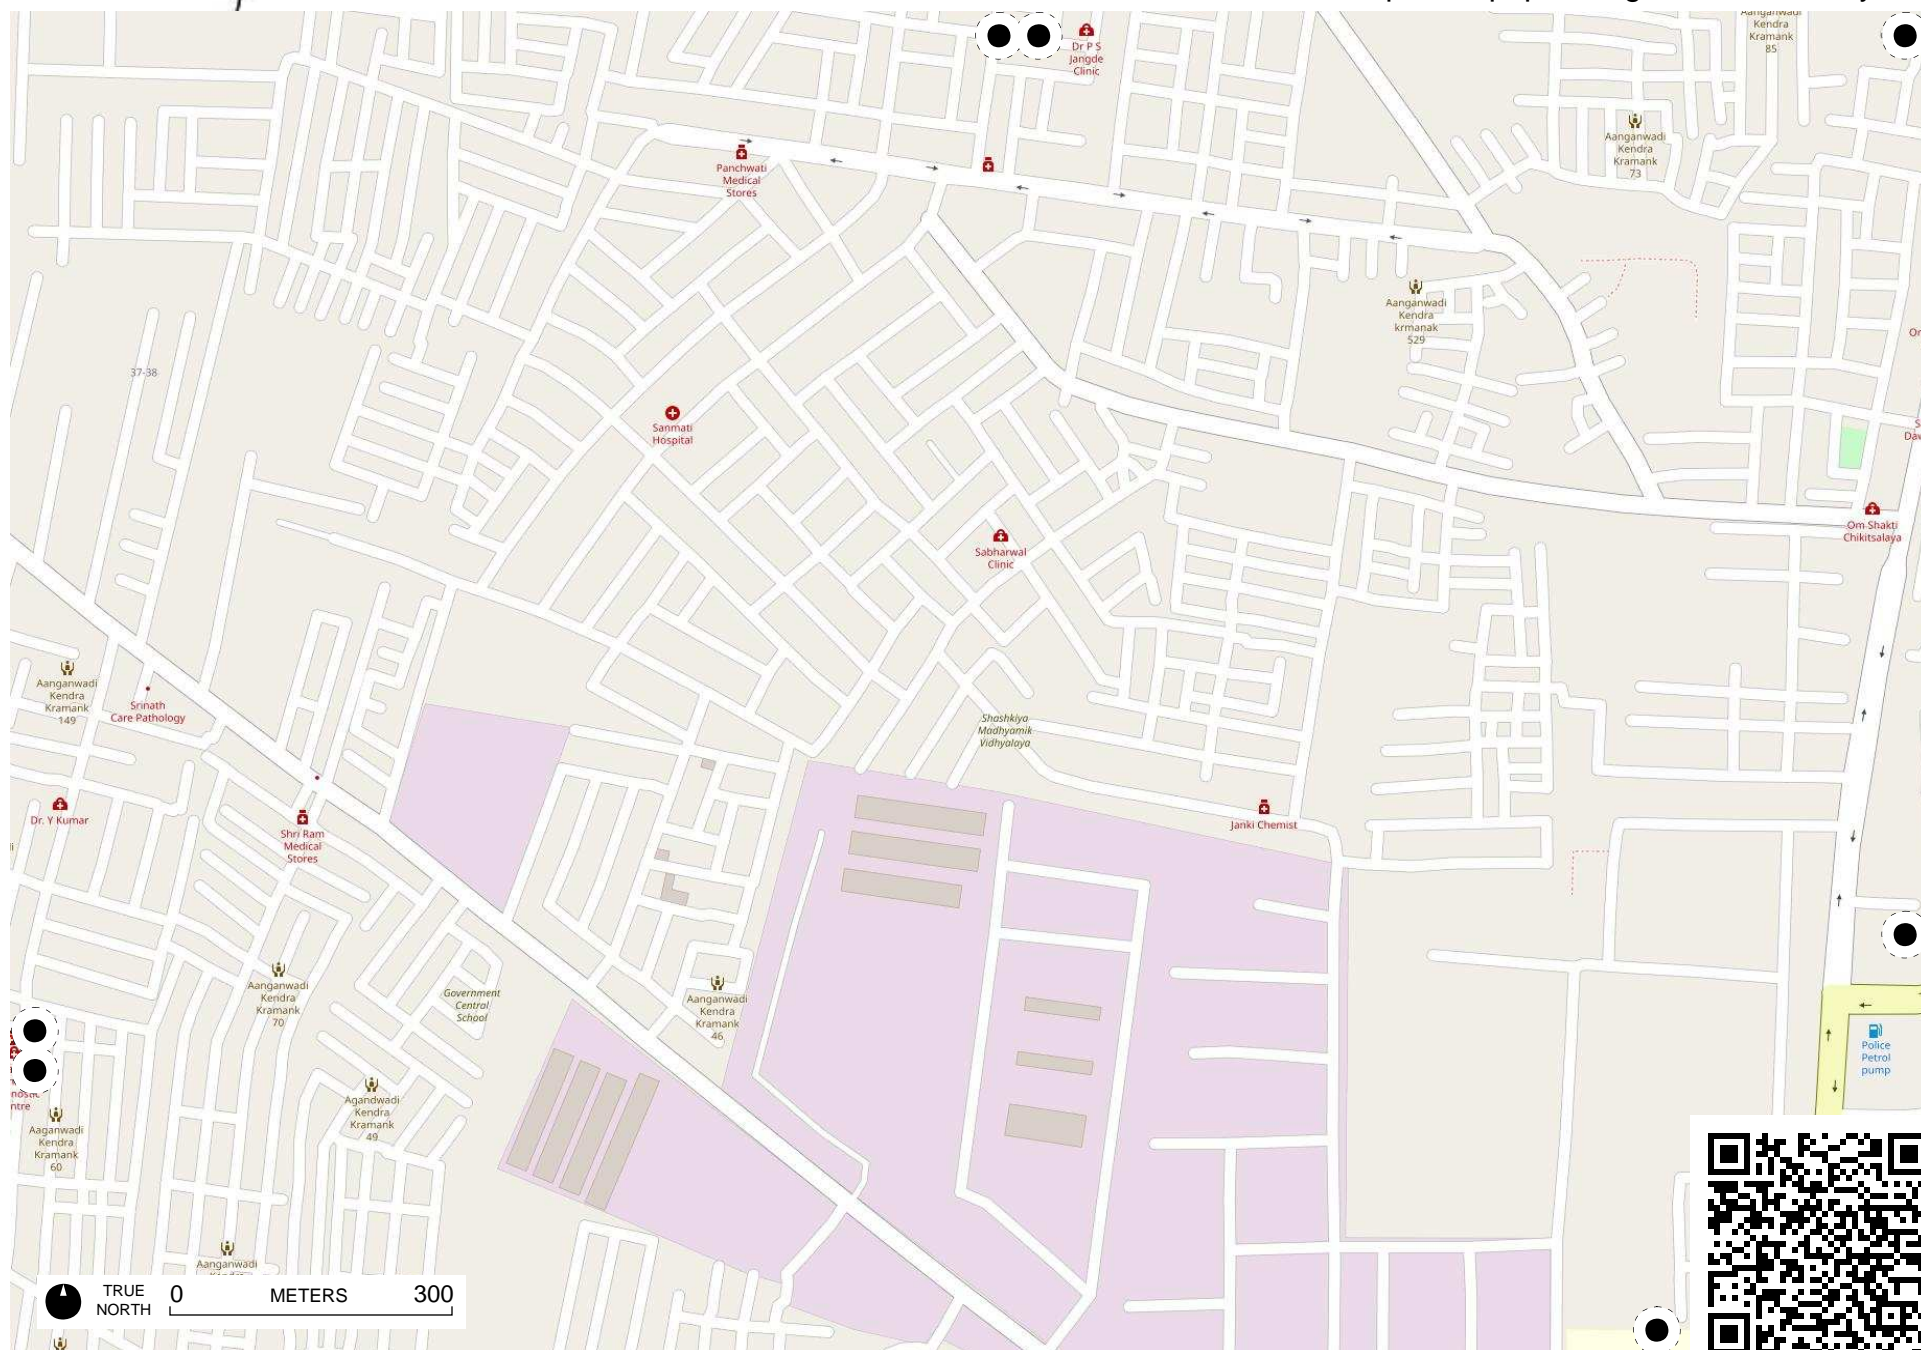 Aanganwadi
Kendra
Kramank
85
Dr P S
Jangde
Clinic
Aanganwadi
Kendra
Kramank
73
Panchwati
Medical
Stores
Aanganwadi
Kendra
krmanak
529
37-38
Sanmati
Hospital
Om Shakti
Chikitsalaya
Sabharwal
Clinic
Aanganwadi
Kendra
Kramank
149
Srinath
Care Pathology
Shashkiya
Madhyamik
Vidhyalaya
Dr. Y Kumar
Shri Ram
Medical
Stores
Janki Chemist
Aanganwadi
Kendra
Kramank
70
Government
Central
School
Aanganwadi
Kendra
Kramank
46
Police
Petrol
pump
Agandwadi
Kendra
Kramank
49
Aaganwadi
Kendra
Kramank
60
Aanganwadi
TRUE
NORTH
0 METERS 300